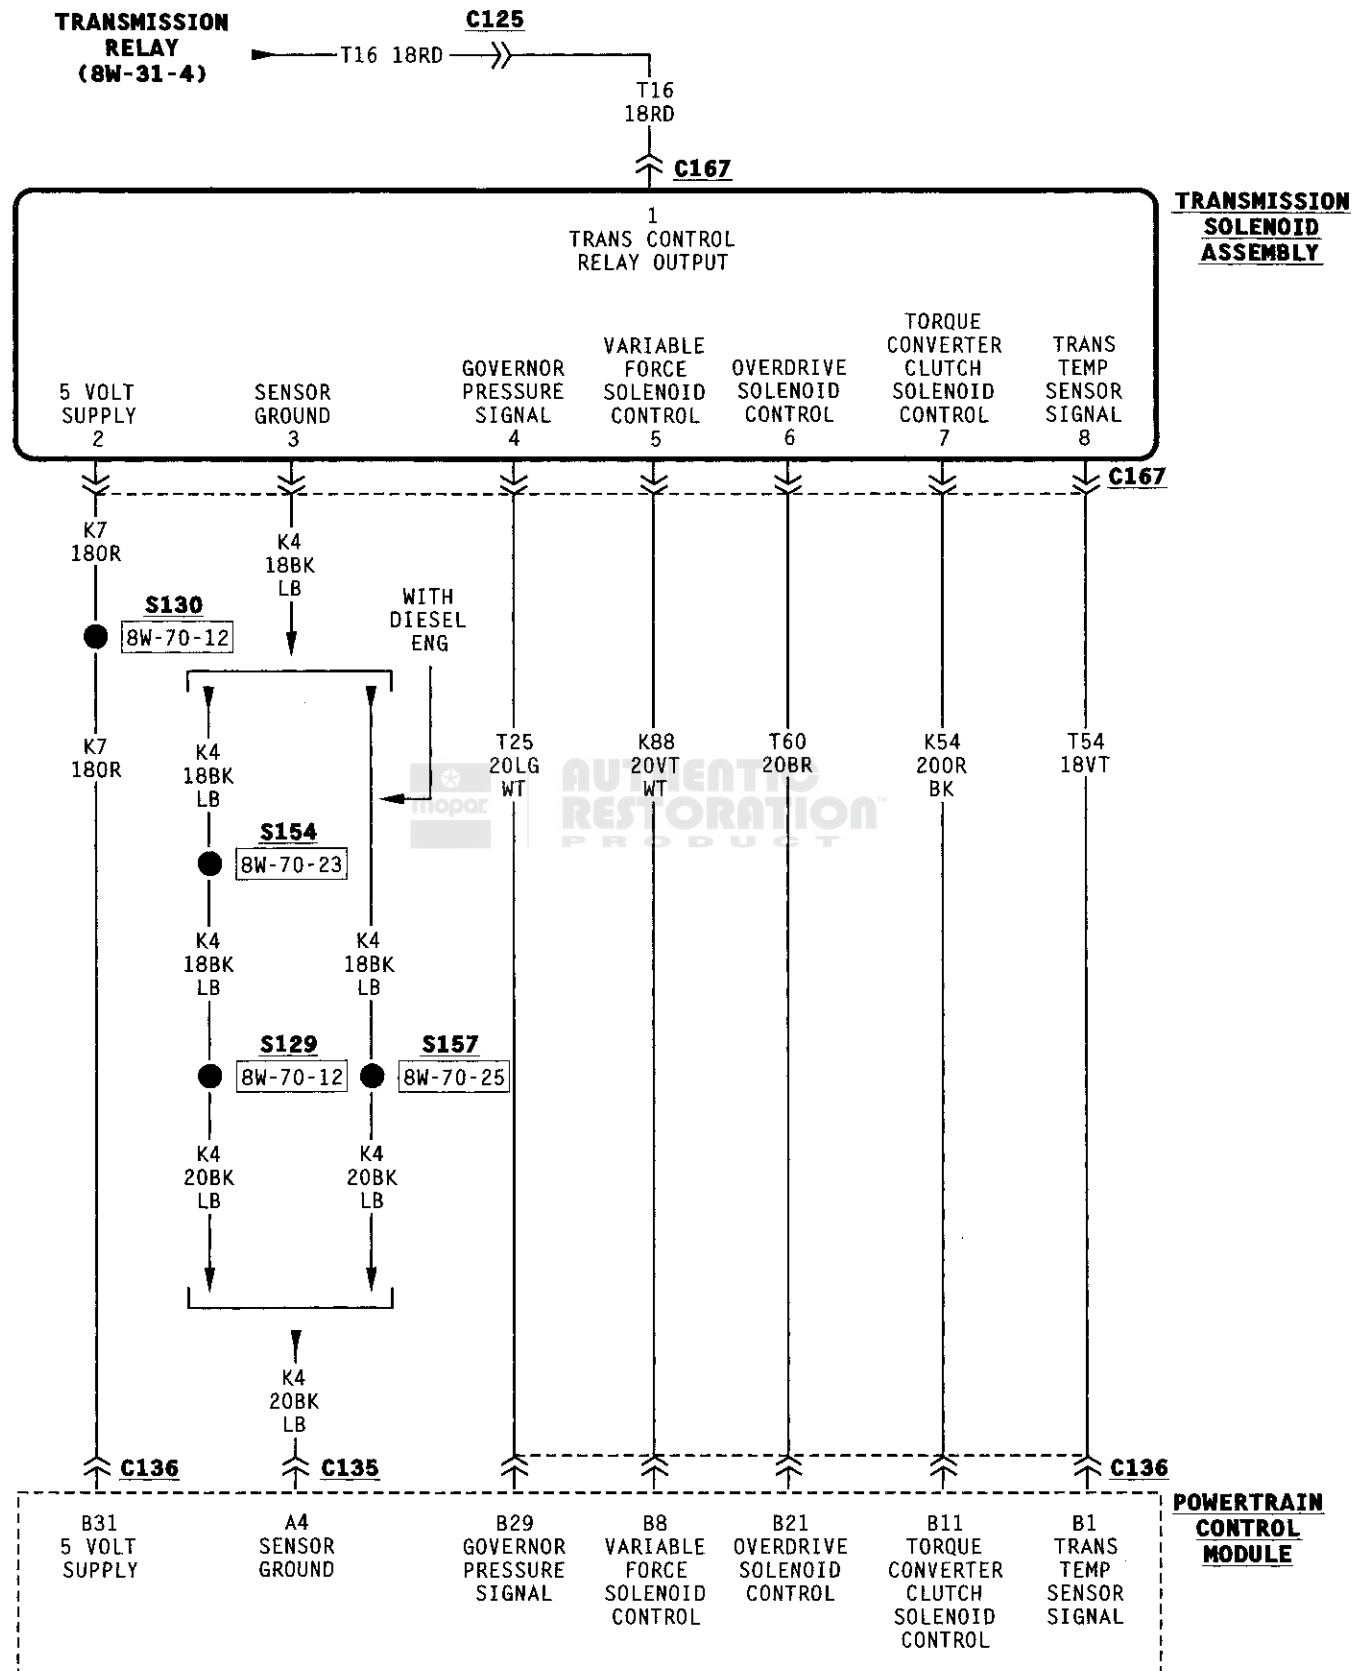 TRANSMISSION
RELAY
(8W-31-4)
C125
T16 18RD
T16
18RD
C167
TRANSMISSION
SOLENOID
ASSEMBLY
1
TRANS CONTROL
RELAY OUTPUT
5 VOLT
SUPPLY
2
SENSOR
GROUND
3
GOVERNOR
PRESSURE
SIGNAL
4
VARIABLE
FORCE
SOLENOID
CONTROL
5
OVERDRIVE
SOLENOID
CONTROL
6
TORQUE
CONVERTER
CLUTCH
SOLENOID
CONTROL
7
TRANS
TEMP
SENSOR
SIGNAL
8
C167
K7
18OR
K4
18BK
LB
WITH
DIESEL
ENG
S130
8W-70-12
K7
18OR
K4
18BK
LB
T25
20LG
WT
K88
20VT
WT
T60
20BR
K54
20OR
BK
T54
18VT
mopar
AUTHENTIC
RESTORATION™
PRODUCT
S154
8W-70-23
K4
18BK
LB
K4
18BK
LB
S129
8W-70-12
S157
8W-70-25
K4
20BK
LB
K4
20BK
LB
K4
20BK
LB
C136
C135
C136
POWERTRAIN
CONTROL
MODULE
B31
5 VOLT
SUPPLY
A4
SENSOR
GROUND
B29
GOVERNOR
PRESSURE
SIGNAL
B8
VARIABLE
FORCE
SOLENOID
CONTROL
B21
OVERDRIVE
SOLENOID
CONTROL
B11
TORQUE
CONVERTER
CLUTCH
SOLENOID
CONTROL
B1
TRANS
TEMP
SENSOR
SIGNAL